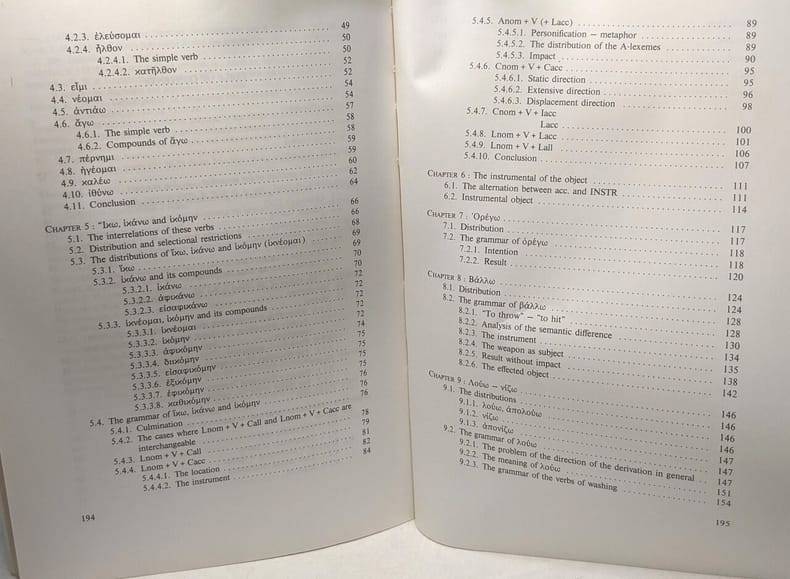 4.2.3. ἐλεύσομαι ........ 49
4.2.4. ἦλθον ........ 50
4.2.4.1. The simple verb ........ 50
4.2.4.2. κατῆλθον ........ 52
4.3. εἶμι ........ 52
4.4. νέομαι ........ 54
4.5. ἀντιάω ........ 54
4.6. ἄγω ........ 57
4.6.1. The simple verb ........ 58
4.6.2. Compounds of ἄγω ........ 58
4.7. πέρνημι ........ 59
4.8. ἡγέομαι ........ 59
4.9. καλέω ........ 60
4.10. ἰθύνω ........ 62
4.11. Conclusion ........ 64
CHAPTER 5 : Ἵκω, ἱκάνω and ἱκόμην ........ 66
5.1. The interrelations of these verbs ........ 66
5.2. Distribution and selectional restrictions ........ 68
5.3. The distributions of ἵκω, ἱκάνω and ἱκόμην (ἱκνέομαι) ........ 69
5.3.1. ἵκω ........ 69
5.3.2. ἱκάνω and its compounds ........ 70
5.3.2.1. ἱκάνω ........ 70
5.3.2.2. ἀφικάνω ........ 72
5.3.2.3. εἰσαφικάνω ........ 72
5.3.3. ἱκνέομαι, ἱκόμην and its compounds ........ 72
5.3.3.1. ἱκνέομαι ........ 72
5.3.3.2. ἱκόμην ........ 74
5.3.3.3. ἀφικόμην ........ 75
5.3.3.4. διικόμην ........ 75
5.3.3.5. εἰσαφικόμην ........ 75
5.3.3.6. ἐξικόμην ........ 76
5.3.3.7. ἐφικόμην ........ 76
5.3.3.8. καθικόμην ........ 76
5.4. The grammar of ἵκω, ἱκάνω and ἱκόμην
5.4.1. Culmination ........ 78
5.4.2. The cases where Lnom + V + Call and Lnom + V + Cacc are
interchangeable ........ 79
5.4.3. Lnom + V + Call ........ 81
5.4.4. Lnom + V + Cacc ........ 82
5.4.4.1. The location ........ 84
5.4.4.2. The instrument ........
194
5.4.5. Anom + V (+ Lacc) ........ 89
5.4.5.1. Personification – metaphor ........ 89
5.4.5.2. The distribution of the A-lexemes ........ 89
5.4.5.3. Impact ........ 90
5.4.6. Cnom + V + Cacc ........ 95
5.4.6.1. Static direction ........ 95
5.4.6.2. Extensive direction ........ 96
5.4.6.3. Displacement direction ........ 98
5.4.7. Cnom + V + Iacc
Lacc ........ 100
5.4.8. Lnom + V + Lacc ........ 101
5.4.9. Lnom + V + Lall ........ 106
5.4.10. Conclusion ........ 107
CHAPTER 6 : The instrumental of the object ........ 111
6.1. The alternation between acc. and INSTR ........ 111
6.2. Instrumental object ........ 114
CHAPTER 7 : Ὀρέγω ........ 117
7.1. Distribution ........ 117
7.2. The grammar of ὀρέγω ........ 118
7.2.1. Intention ........ 118
7.2.2. Result ........ 120
CHAPTER 8 : Βάλλω ........ 124
8.1. Distribution ........ 124
8.2. The grammar of βάλλω ........ 128
8.2.1. "To throw" – "to hit" ........ 128
8.2.2. Analysis of the semantic difference ........ 130
8.2.3. The instrument ........ 134
8.2.4. The weapon as subject ........ 135
8.2.5. Result without impact ........ 138
8.2.6. The effected object ........ 142
CHAPTER 9 : Λούω – νίζω ........ 146
9.1. The distributions ........ 146
9.1.1. λούω, ἀπολούω ........ 146
9.1.2. νίζω ........ 146
9.1.3. ἀπονίζω ........ 147
9.2. The grammar of λούω ........ 147
9.2.1. The problem of the direction of the derivation in general ........ 147
9.2.2. The meaning of λούω ........ 151
9.2.3. The grammar of the verbs of washing ........ 154
195